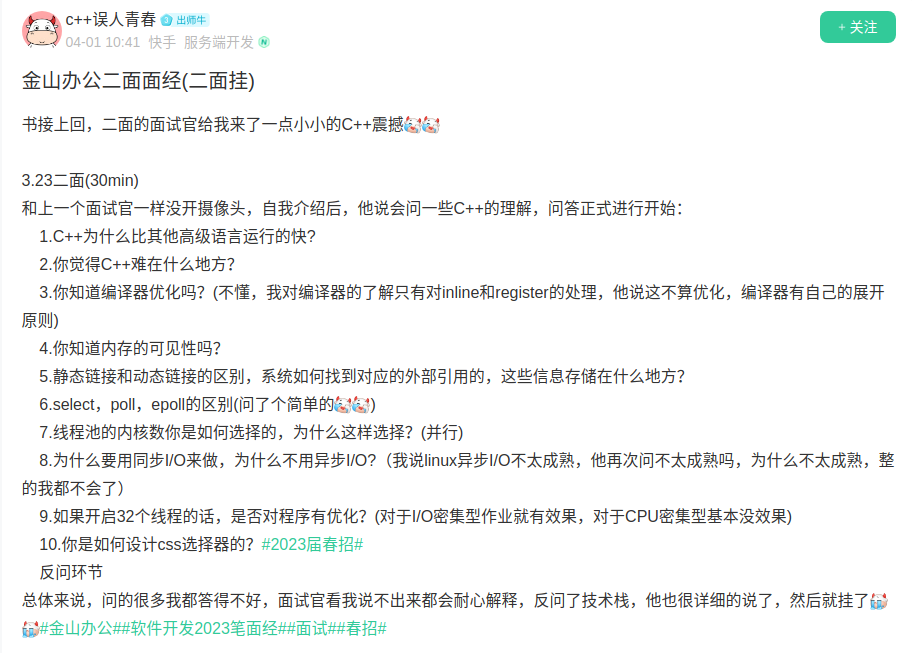 c++误人青春 3 出师牛
04-01 10:41 快手 服务端开发 N
+ 关注
金山办公二面面经(二面挂)
书接上回，二面的面试官给我来了一点小小的C++震撼
3.23二面(30min)
和上一个面试官一样没开摄像头，自我介绍后，他说会问一些C++的理解，问答正式进行开始：
1.C++为什么比其他高级语言运行的快?
2.你觉得C++难在什么地方？
3.你知道编译器优化吗？(不懂，我对编译器的了解只有对inline和register的处理，他说这不算优化，编译器有自己的展开
原则)
4.你知道内存的可见性吗？
5.静态链接和动态链接的区别，系统如何找到对应的外部引用的，这些信息存储在什么地方？
6.select，poll，epoll的区别(问了个简单的)
7.线程池的内核数你是如何选择的，为什么这样选择？(并行)
8.为什么要用同步I/O来做，为什么不用异步I/O?（我说linux异步I/O不太成熟，他再次问不太成熟吗，为什么不太成熟，整
的我都不会了）
9.如果开启32个线程的话，是否对程序有优化？(对于I/O密集型作业就有效果，对于CPU密集型基本没效果)
10.你是如何设计css选择器的？#2023届春招#
反问环节
总体来说，问的很多我都答得不好，面试官看我说不出来都会耐心解释，反问了技术栈，他也很详细的说了，然后就挂了
#金山办公##软件开发2023笔面经##面试##春招#